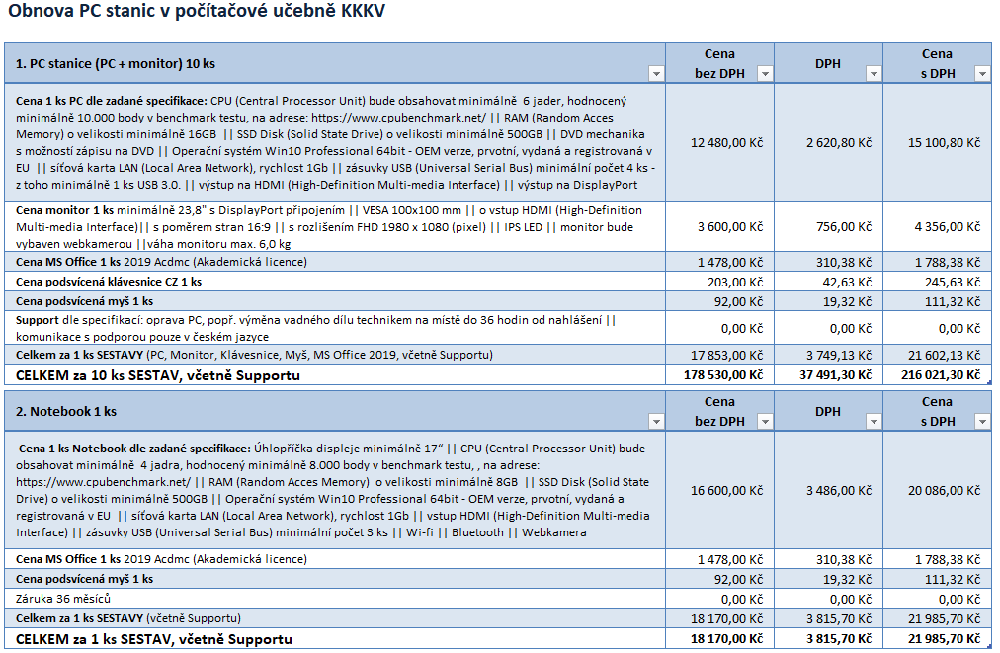 Obnova PC stanic v počítačové učebně KKKV
1. PC stanice (PC + monitor) 10 ks
Cena
bez DPH
DPH
Cena
s DPH
Cena 1 ks PC dle zadané specifikace: CPU (Central Processor Unit) bude obsahovat minimálně 6 jader, hodnocený
minimálně 10.000 body v benchmark testu, na adrese: https://www.cpubenchmark.net/ || RAM (Random Acces
Memory) o velikosti minimálně 16GB || SSD Disk (Solid State Drive) o velikosti minimálně 500GB || DVD mechanika
s možností zápisu na DVD || Operační systém Win10 Professional 64bit - OEM verze, prvotní, vydaná a registrovaná v
EU || síťová karta LAN (Local Area Network), rychlost 1Gb || zásuvky USB (Universal Serial Bus) minimální počet 4 ks -
z toho minimálně 1 ks USB 3.0. || výstup na HDMI (High-Definition Multi-media Interface) || výstup na DisplayPort
12 480,00 Kč
2 620,80 Kč
15 100,80 Kč
Cena monitor 1 ks minimálně 23,8" s DisplayPort připojením || VESA 100x100 mm || o vstup HDMI (High-Definition
Multi-media Interface)|| s poměrem stran 16:9 || s rozlišením FHD 1980 x 1080 (pixel) || IPS LED || monitor bude
vybaven webkamerou ||váha monitoru max. 6,0 kg
3 600,00 Kč
756,00 Kč
4 356,00 Kč
Cena MS Office 1 ks 2019 Acdmc (Akademická licence)
1 478,00 Kč
310,38 Kč
1 788,38 Kč
Cena podsvícená klávesnice CZ 1 ks
203,00 Kč
42,63 Kč
245,63 Kč
Cena podsvícená myš 1 ks
92,00 Kč
19,32 Kč
111,32 Kč
Support dle specifikací: oprava PC, popř. výměna vadného dílu technikem na místě do 36 hodin od nahlášení ||
komunikace s podporou pouze v českém jazyce
0,00 Kč
0,00 Kč
0,00 Kč
Celkem za 1 ks SESTAVY (PC, Monitor, Klávesnice, Myš, MS Office 2019, včetně Supportu)
17 853,00 Kč
3 749,13 Kč
21 602,13 Kč
CELKEM za 10 ks SESTAV, včetně Supportu
178 530,00 Kč
37 491,30 Kč
216 021,30 Kč
2. Notebook 1 ks
Cena
bez DPH
DPH
Cena
s DPH
Cena 1 ks Notebook dle zadané specifikace: Úhlopříčka displeje minimálně 17“ || CPU (Central Processor Unit) bude
obsahovat minimálně 4 jadra, hodnocený minimálně 8.000 body v benchmark testu, , na adrese:
https://www.cpubenchmark.net/ || RAM (Random Acces Memory) o velikosti minimálně 8GB || SSD Disk (Solid State
Drive) o velikosti minimálně 500GB || Operační systém Win10 Professional 64bit - OEM verze, prvotní, vydaná a
registrovaná v EU || síťová karta LAN (Local Area Network), rychlost 1Gb || vstup HDMI (High-Definition Multi-media
Interface) || zásuvky USB (Universal Serial Bus) minimální počet 3 ks || Wi-fi || Bluetooth || Webkamera
16 600,00 Kč
3 486,00 Kč
20 086,00 Kč
Cena MS Office 1 ks 2019 Acdmc (Akademická licence)
1 478,00 Kč
310,38 Kč
1 788,38 Kč
Cena podsvícená myš 1 ks
92,00 Kč
19,32 Kč
111,32 Kč
Záruka 36 měsíců
0,00 Kč
0,00 Kč
0,00 Kč
Celkem za 1 ks SESTAVY (včetně Supportu)
18 170,00 Kč
3 815,70 Kč
21 985,70 Kč
CELKEM za 1 ks SESTAV, včetně Supportu
18 170,00 Kč
3 815,70 Kč
21 985,70 Kč